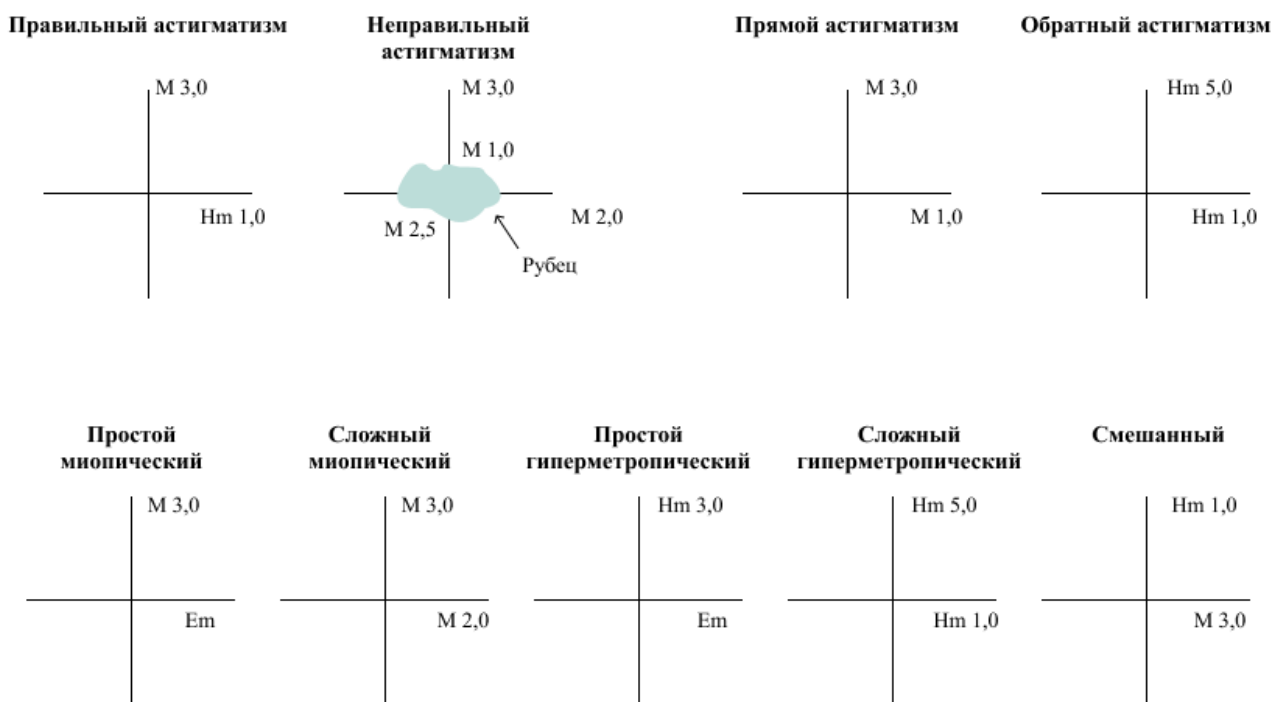 Правильный астигматизм
Неправильный
астигматизм
Прямой астигматизм
Обратный астигматизм
М 3,0
Hm 1,0
М 3,0
М 1,0
М 2,5
М 2,0
Рубец
М 3,0
М 1,0
Hm 5,0
Hm 1,0
Простой
миопический
Сложный
миопический
Простой
гиперметропический
Сложный
гиперметропический
Смешанный
М 3,0
Em
М 3,0
М 2,0
Hm 3,0
Em
Hm 5,0
Hm 1,0
Hm 1,0
М 3,0